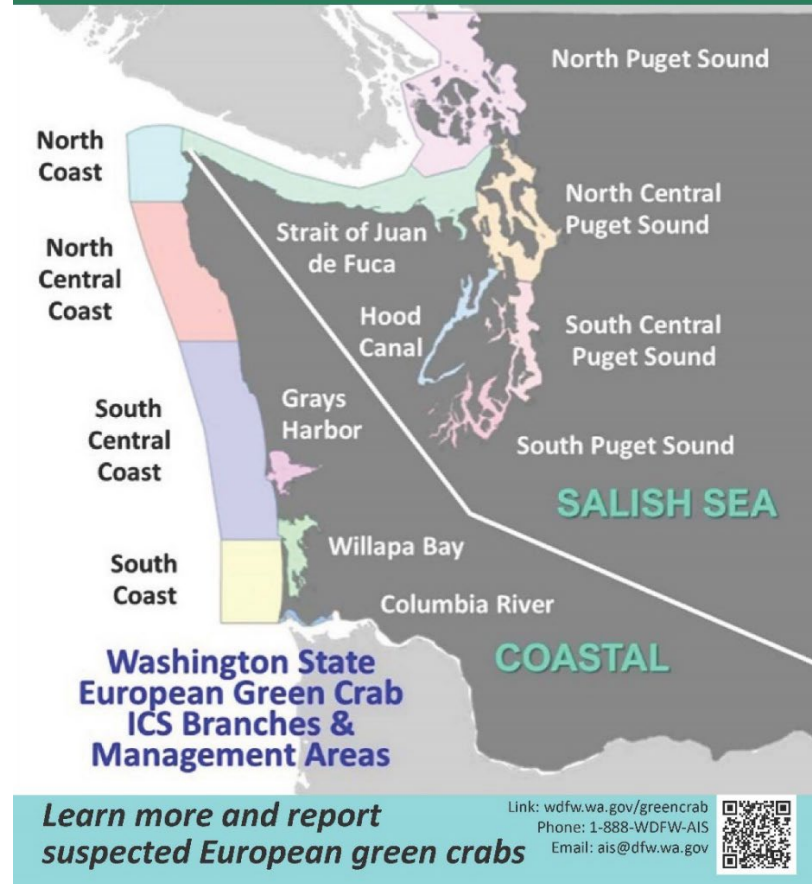 North Puget Sound
North
Coast
North
Central
Coast
Strait of Juan
de Fuca
North Central
Puget Sound
Hood
Canal
South Central
Puget Sound
South
Central
Coast
Grays
Harbor
South Puget Sound
SALISH SEA
Willapa Bay
South
Coast
Columbia River
COASTAL
Washington State
European Green Crab
ICS Branches &
Management Areas
Learn more and report
suspected European green crabs
Link: wdfw.wa.gov/greencrab
Phone: 1-888-WDFW-AIS
Email: ais@dfw.wa.gov